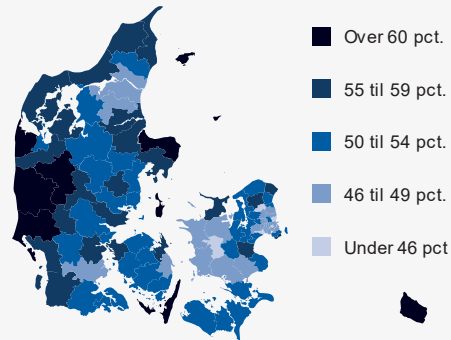 Over 60 pct.
55 til 59 pct.
50 til 54 pct.
46 til 49 pct.
Under 46 pct